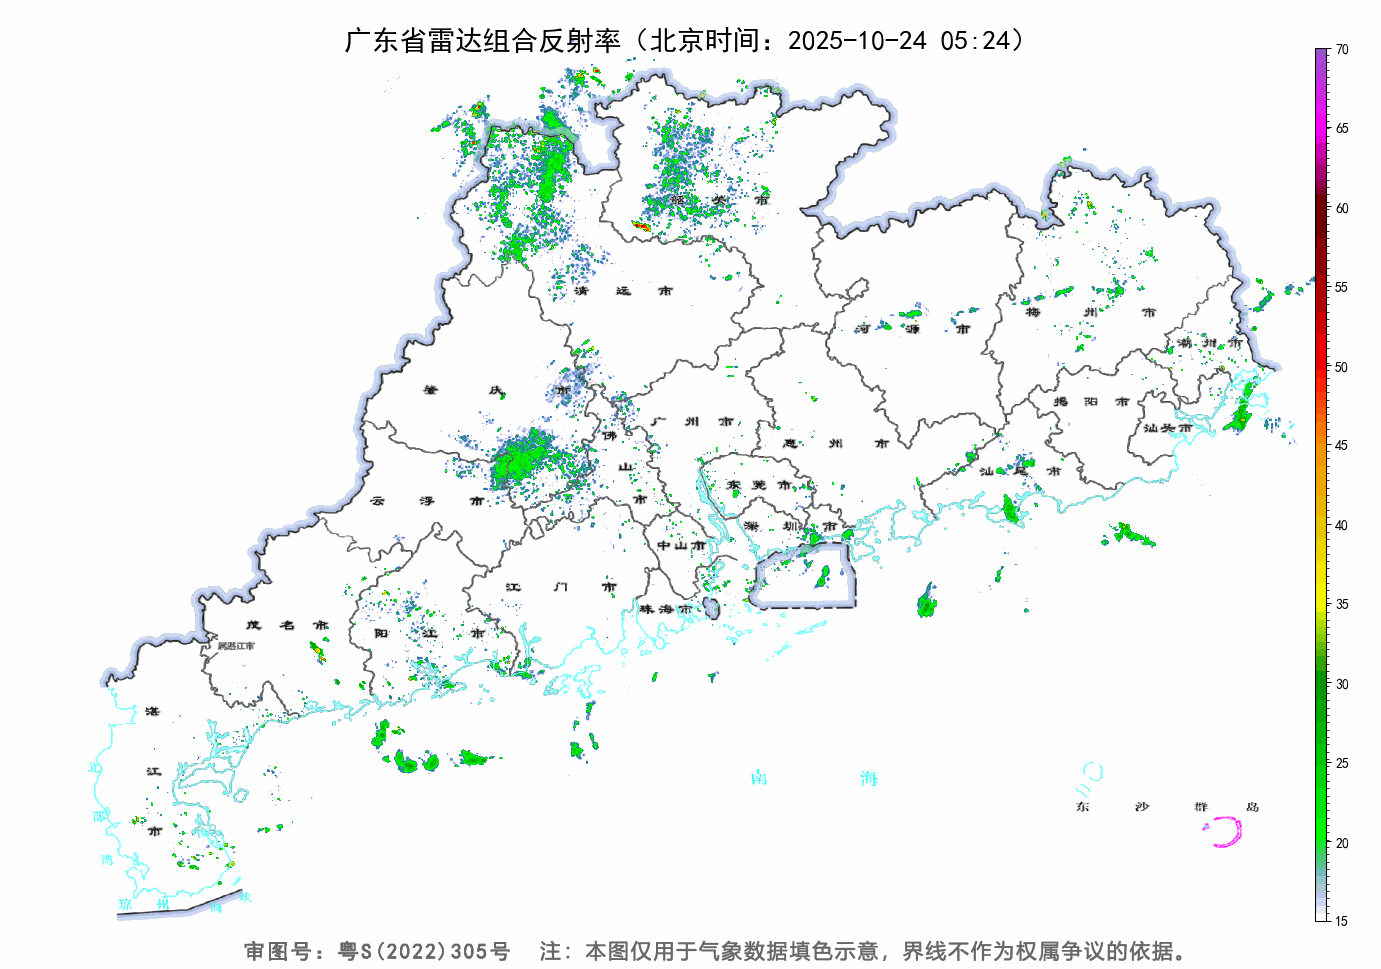 广东省雷达组合反射率（北京时间：2025-10-24 05:24）
70
65
60
55
50
45
40
35
30
25
20
15
韶关市
清远市
河源市
梅州市
潮州市
肇庆市
广州市
佛山市
惠州市
揭阳市
汕头市
汕尾市
云浮市
东莞市
深圳市
中山市
江门市
珠海市
茂名市
阳江市
属湛江市
湛江市
北部湾
琼州海峡
南海
东沙群岛
审图号：粤S(2022)305号 注：本图仅用于气象数据填色示意，界线不作为权属争议的依据。